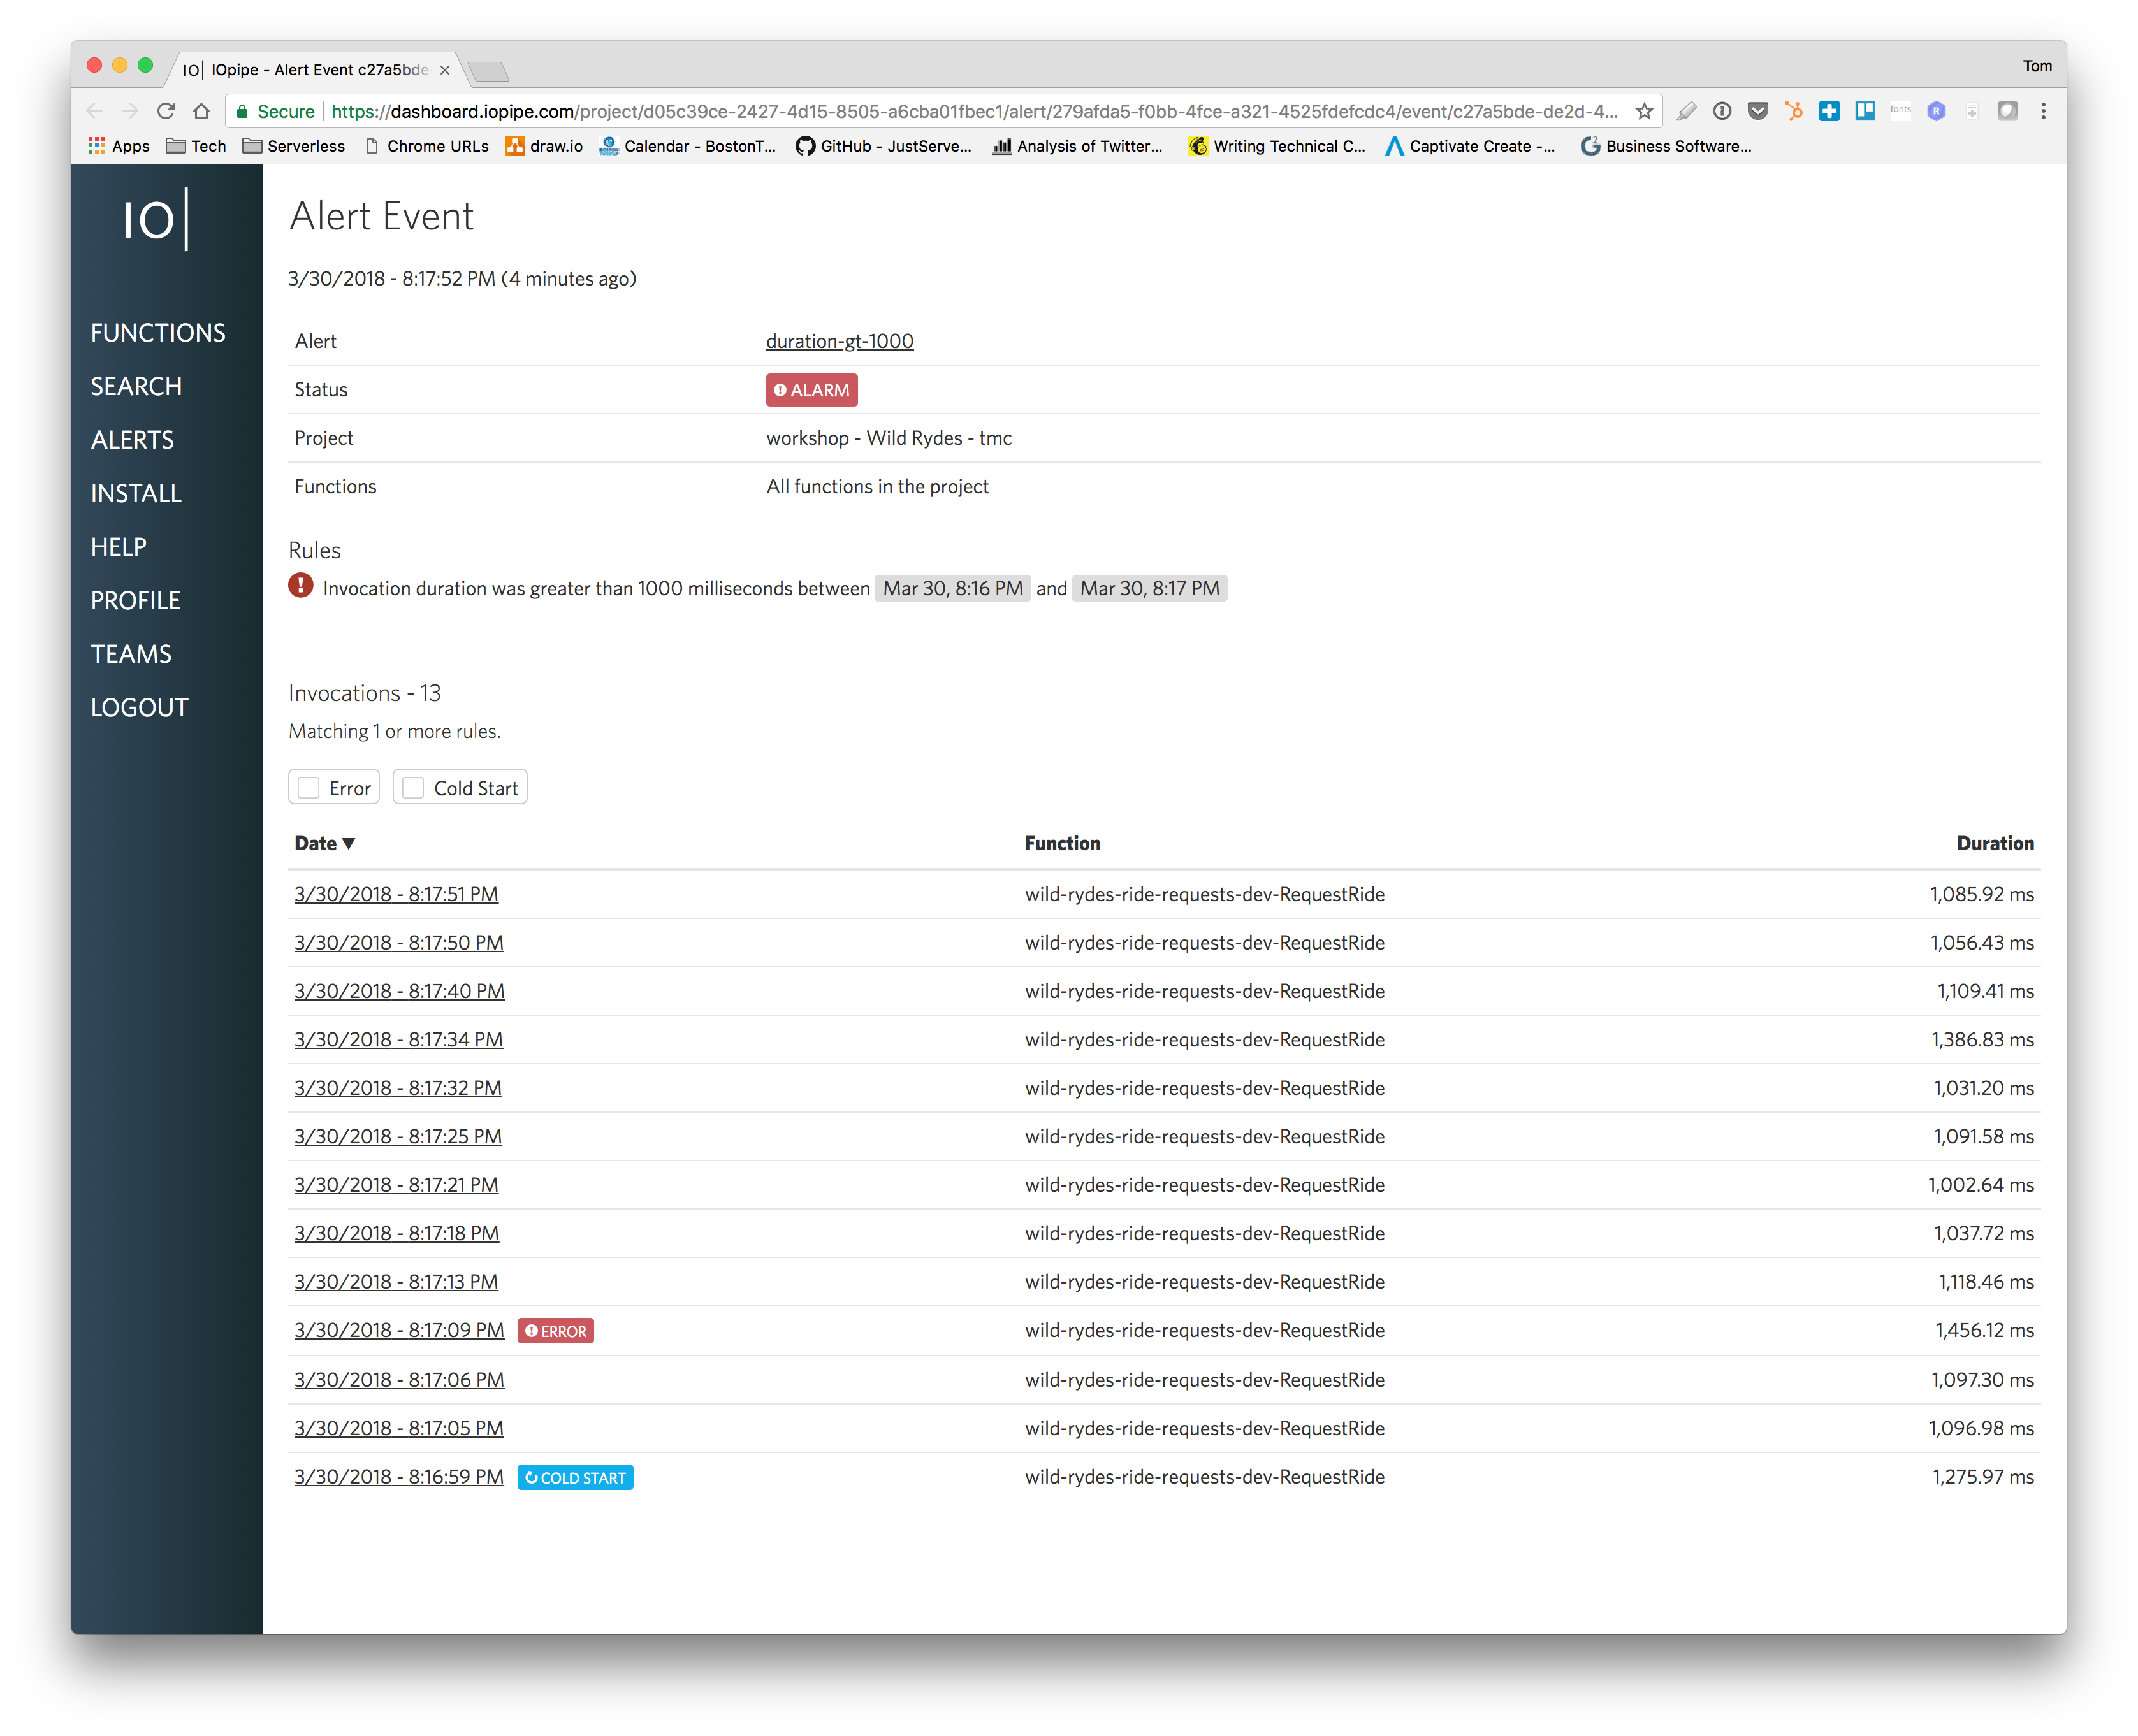 IO| IOpipe - Alert Event c27a5bde
Tom
Secure https://dashboard.iopipe.com/project/d05c39ce-2427-4d15-8505-a6cba01fbec1/alert/279afda5-f0bb-4fce-a321-4525fdefcdc4/event/c27a5bde-de2d-4... fonts R
Apps Tech Serverless Chrome URLs draw.io Calendar - BostonT... GitHub - JustServe... Analysis of Twitter... Writing Technical C... Captivate Create -... Business Software...
IO|
FUNCTIONS
SEARCH
ALERTS
INSTALL
HELP
PROFILE
TEAMS
LOGOUT
Alert Event
3/30/2018 - 8:17:52 PM (4 minutes ago)
Alert duration-gt-1000
Status ALARM
Project workshop - Wild Rydes - tmc
Functions All functions in the project
Rules
Invocation duration was greater than 1000 milliseconds between Mar 30, 8:16 PM and Mar 30, 8:17 PM
Invocations - 13
Matching 1 or more rules.
Error Cold Start
Date ▼ Function Duration
3/30/2018 - 8:17:51 PM wild-rydes-ride-requests-dev-RequestRide 1,085.92 ms
3/30/2018 - 8:17:50 PM wild-rydes-ride-requests-dev-RequestRide 1,056.43 ms
3/30/2018 - 8:17:40 PM wild-rydes-ride-requests-dev-RequestRide 1,109.41 ms
3/30/2018 - 8:17:34 PM wild-rydes-ride-requests-dev-RequestRide 1,386.83 ms
3/30/2018 - 8:17:32 PM wild-rydes-ride-requests-dev-RequestRide 1,031.20 ms
3/30/2018 - 8:17:25 PM wild-rydes-ride-requests-dev-RequestRide 1,091.58 ms
3/30/2018 - 8:17:21 PM wild-rydes-ride-requests-dev-RequestRide 1,002.64 ms
3/30/2018 - 8:17:18 PM wild-rydes-ride-requests-dev-RequestRide 1,037.72 ms
3/30/2018 - 8:17:13 PM wild-rydes-ride-requests-dev-RequestRide 1,118.46 ms
3/30/2018 - 8:17:09 PM ERROR wild-rydes-ride-requests-dev-RequestRide 1,456.12 ms
3/30/2018 - 8:17:06 PM wild-rydes-ride-requests-dev-RequestRide 1,097.30 ms
3/30/2018 - 8:17:05 PM wild-rydes-ride-requests-dev-RequestRide 1,096.98 ms
3/30/2018 - 8:16:59 PM COLD START wild-rydes-ride-requests-dev-RequestRide 1,275.97 ms